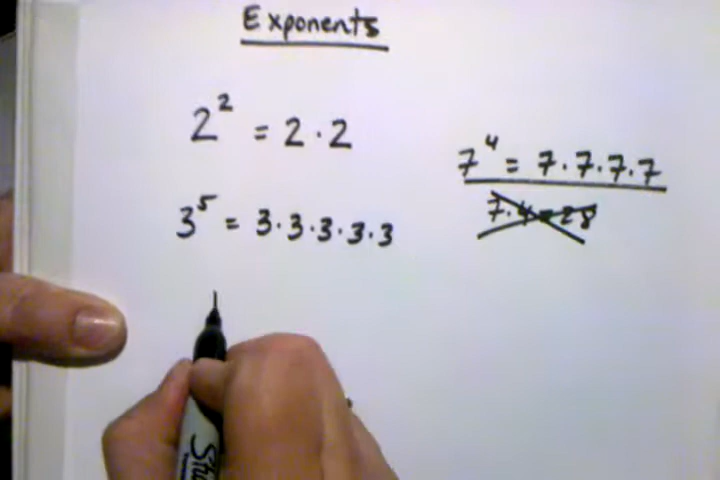 Exponents
2² = 2 · 2
3⁵ = 3 · 3 · 3 · 3 · 3
7⁴ = 7 · 7 · 7 · 7
7 · 4 = 28